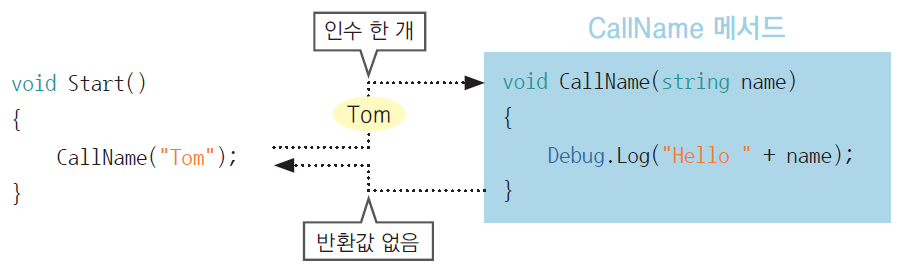 인수 한 개
CallName 메서드
void Start()
{
CallName("Tom");
}
Tom
void CallName(string name)
{
Debug.Log("Hello " + name);
}
반환값 없음